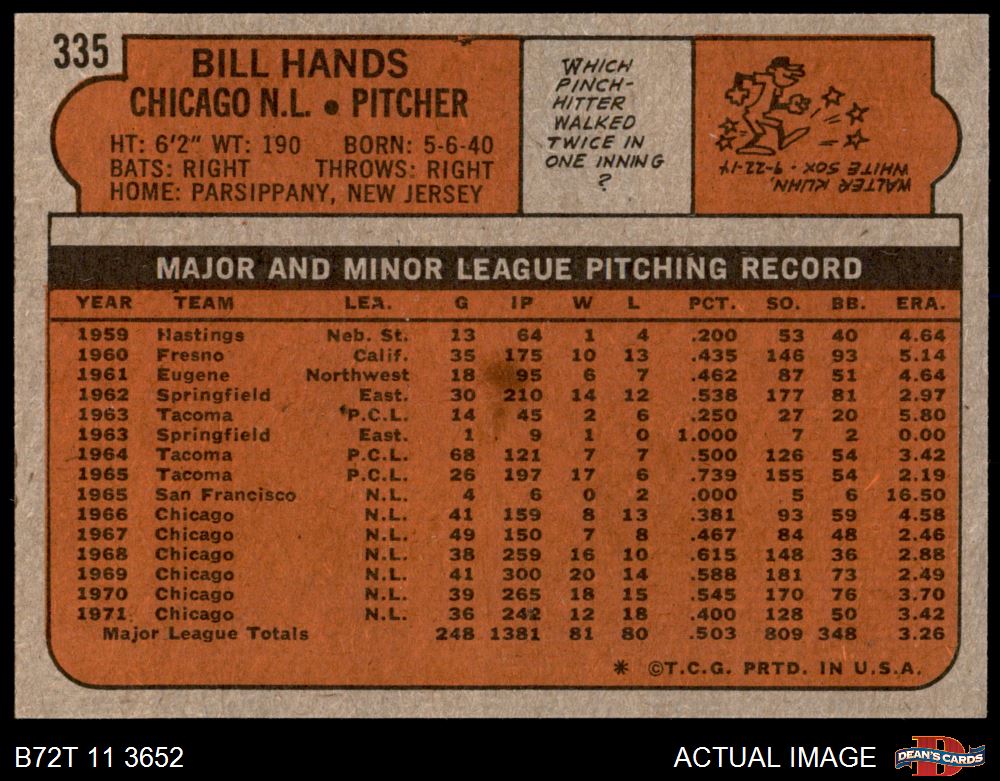 335
BILL HANDS
CHICAGO N.L. • PITCHER
HT: 6'2" WT: 190 BORN: 5-6-40
BATS: RIGHT THROWS: RIGHT
HOME: PARSIPPANY, NEW JERSEY
WHICH
PINCH-
HITTER
WALKED
TWICE IN
ONE INNING
?
WALTER KUHN,
WHITE SOX - 9-22-14
MAJOR AND MINOR LEAGUE PITCHING RECORD
YEAR TEAM LEA. G IP W L PCT. SO. BB. ERA.
1959 Hastings Neb. St. 13 64 1 4 .200 53 40 4.64
1960 Fresno Calif. 35 175 10 13 .435 146 93 5.14
1961 Eugene Northwest 18 95 6 7 .462 87 51 4.64
1962 Springfield East. 30 210 14 12 .538 177 81 2.97
1963 Tacoma P.C.L. 14 45 2 6 .250 27 20 5.80
1963 Springfield East. 1 9 1 0 1.000 7 2 0.00
1964 Tacoma P.C.L. 68 121 7 7 .500 126 54 3.42
1965 Tacoma P.C.L. 26 197 17 6 .739 155 54 2.19
1965 San Francisco N.L. 4 6 0 2 .000 5 6 16.50
1966 Chicago N.L. 41 159 8 13 .381 93 59 4.58
1967 Chicago N.L. 49 150 7 8 .467 84 48 2.46
1968 Chicago N.L. 38 259 16 10 .615 148 36 2.88
1969 Chicago N.L. 41 300 20 14 .588 181 73 2.49
1970 Chicago N.L. 39 265 18 15 .545 170 76 3.70
1971 Chicago N.L. 36 242 12 18 .400 128 50 3.42
Major League Totals 248 1381 81 80 .503 809 348 3.26
* ©T.C.G. PRTD. IN U.S.A.
B72T 11 3652
ACTUAL IMAGE
D
DEAN'S CARDS